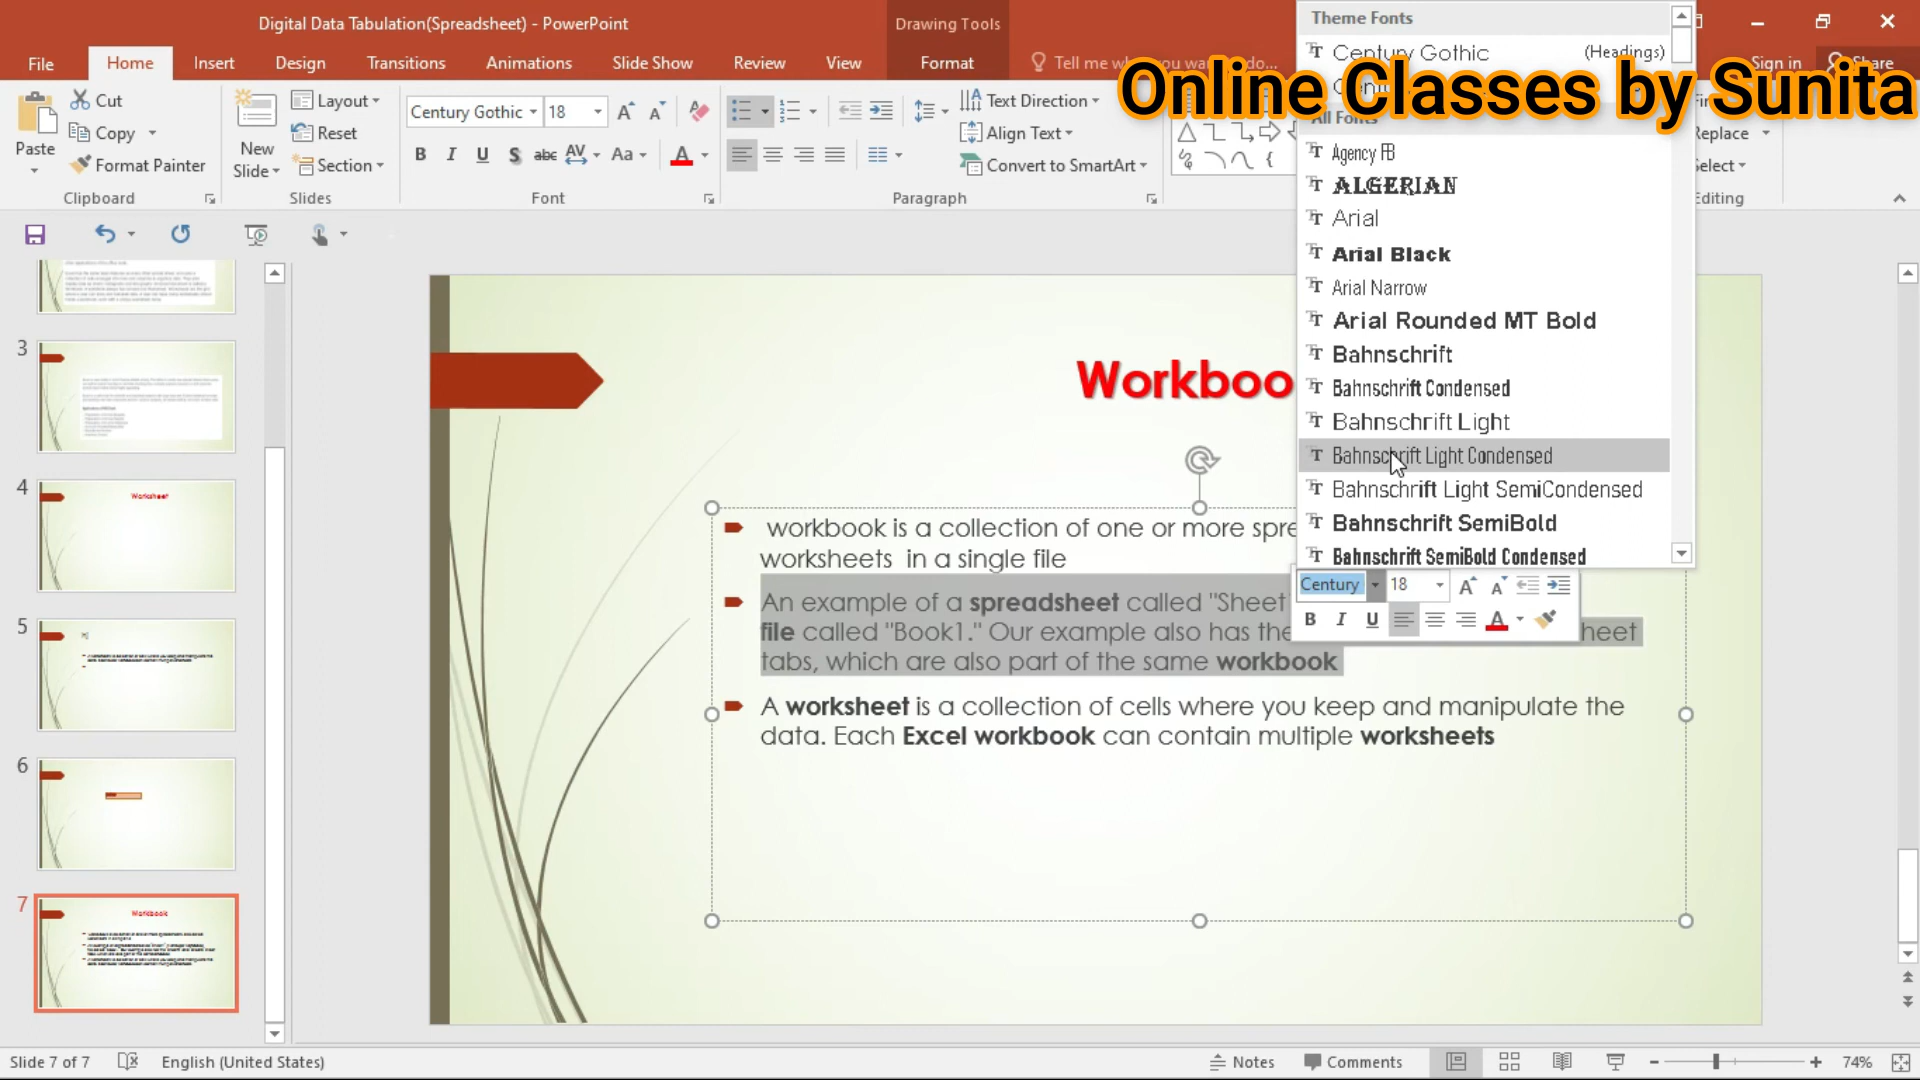 Digital Data Tabulation(Spreadsheet) - PowerPoint
Drawing Tools
File
Home
Insert
Design
Transitions
Animations
Slide Show
Review
View
Format
Tell me
Sign in
Share
Online Classes by Sunita
Cut
Copy
Format Painter
Paste
Clipboard
New
Slide
Layout
Reset
Section
Slides
Century Gothic
18
B I U S abc AV Aa A
Font
Text Direction
Align Text
Convert to SmartArt
Paragraph
Replace
Select
Editing
Theme Fonts
Century Gothic (Headings)
All Fonts
Agency FB
ALGERIAN
Arial
Arial Black
Arial Narrow
Arial Rounded MT Bold
Bahnschrift
Bahnschrift Condensed
Bahnschrift Light
Bahnschrift Light Condensed
Bahnschrift Light SemiCondensed
Bahnschrift SemiBold
Bahnschrift SemiBold Condensed
Century
18
B I U
3
4
Worksheet
5
6
7
Workbook
Workboo
workbook is a collection of one or more spre
worksheets in a single file
An example of a spreadsheet called "Sheet
file called "Book1." Our example also has the heet
tabs, which are also part of the same workbook
A worksheet is a collection of cells where you keep and manipulate the
data. Each Excel workbook can contain multiple worksheets
Slide 7 of 7
English (United States)
Notes
Comments
74%